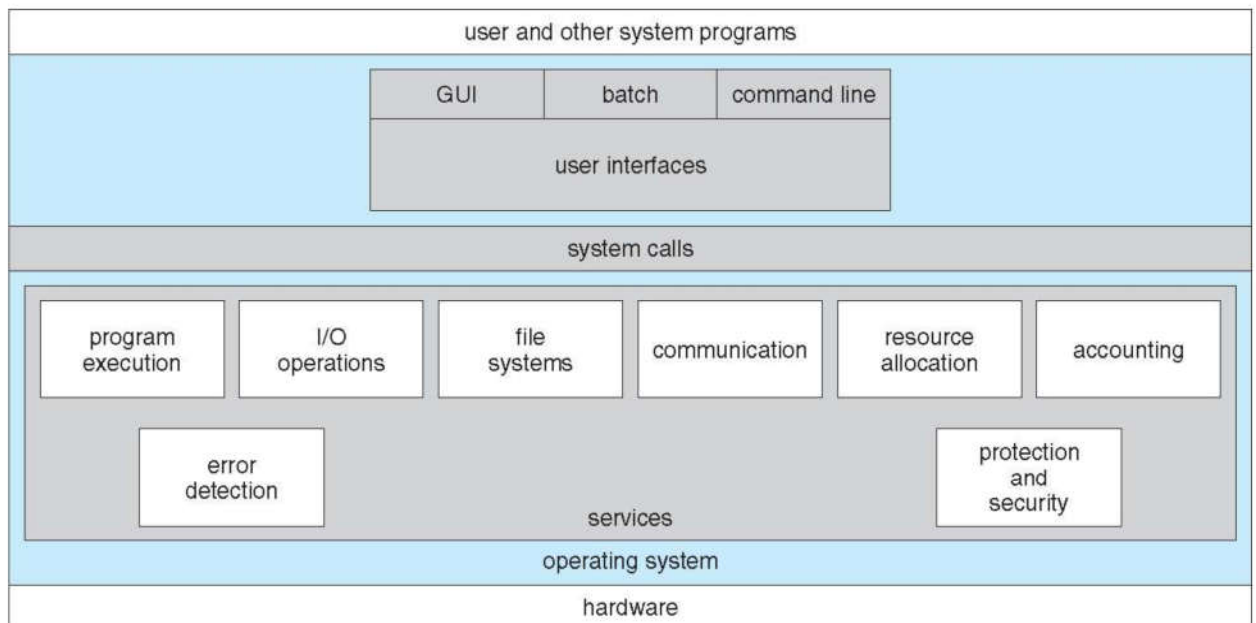 user and other system programs
GUI
batch
command line
user interfaces
system calls
program
execution
I/O
operations
file
systems
communication
resource
allocation
accounting
error
detection
protection
and
security
services
operating system
hardware